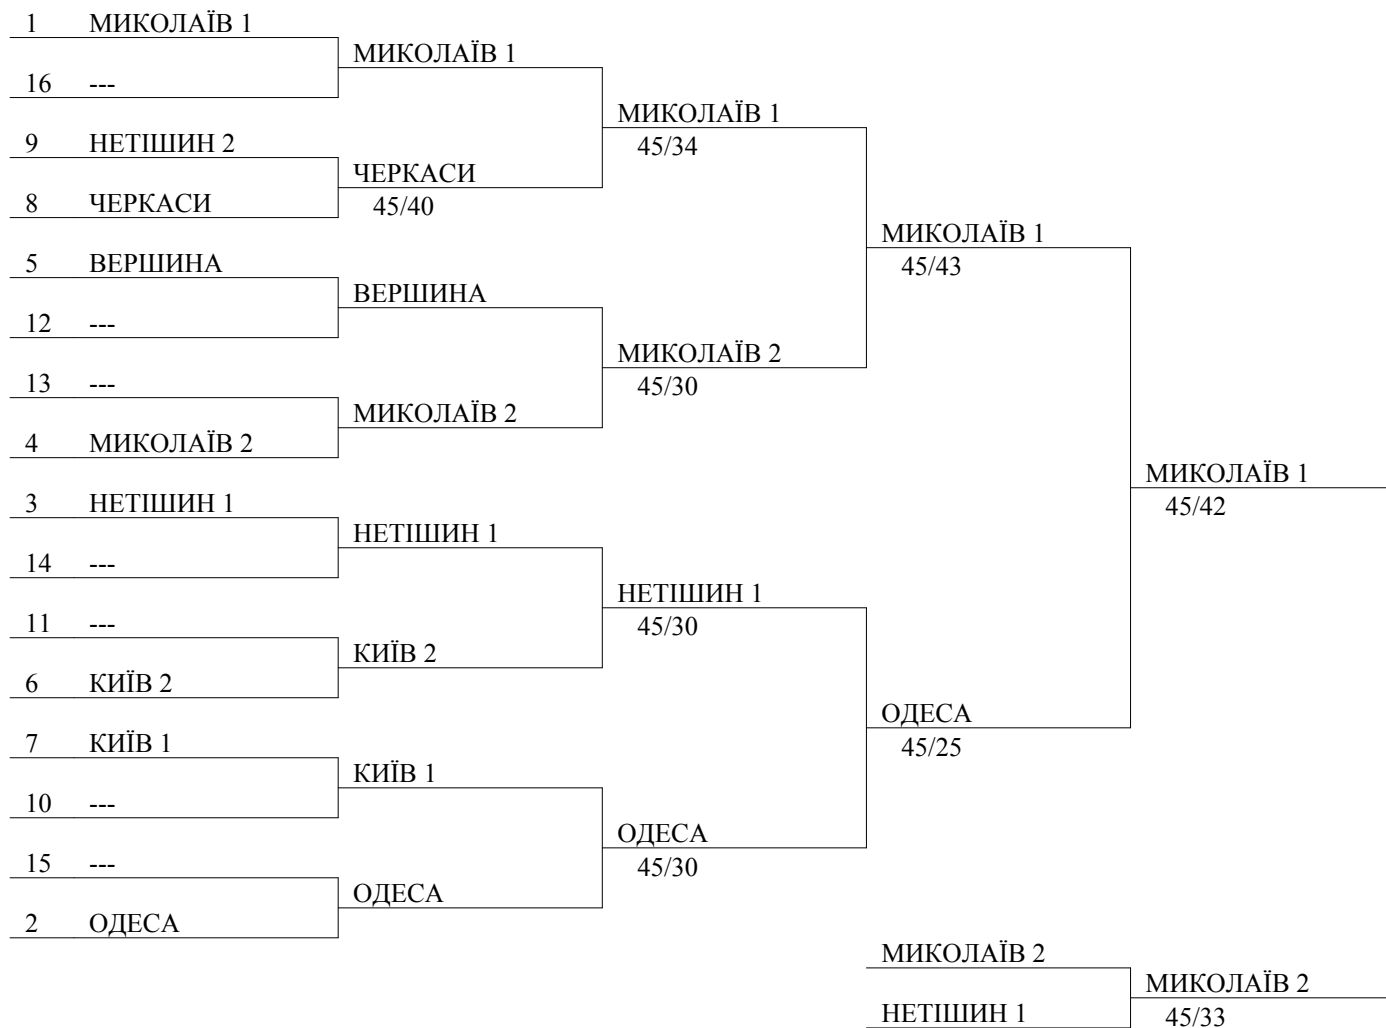 1 МИКОЛАЇВ 1
МИКОЛАЇВ 1
16 ---
МИКОЛАЇВ 1
45/34
9 НЕТІШИН 2
ЧЕРКАСИ
45/40
8 ЧЕРКАСИ
МИКОЛАЇВ 1
45/43
5 ВЕРШИНА
ВЕРШИНА
12 ---
МИКОЛАЇВ 2
45/30
13 ---
МИКОЛАЇВ 2
4 МИКОЛАЇВ 2
МИКОЛАЇВ 1
45/42
3 НЕТІШИН 1
НЕТІШИН 1
14 ---
НЕТІШИН 1
45/30
11 ---
КИЇВ 2
6 КИЇВ 2
ОДЕСА
45/25
7 КИЇВ 1
КИЇВ 1
10 ---
ОДЕСА
45/30
15 ---
ОДЕСА
2 ОДЕСА
МИКОЛАЇВ 2
МИКОЛАЇВ 2
45/33
НЕТІШИН 1